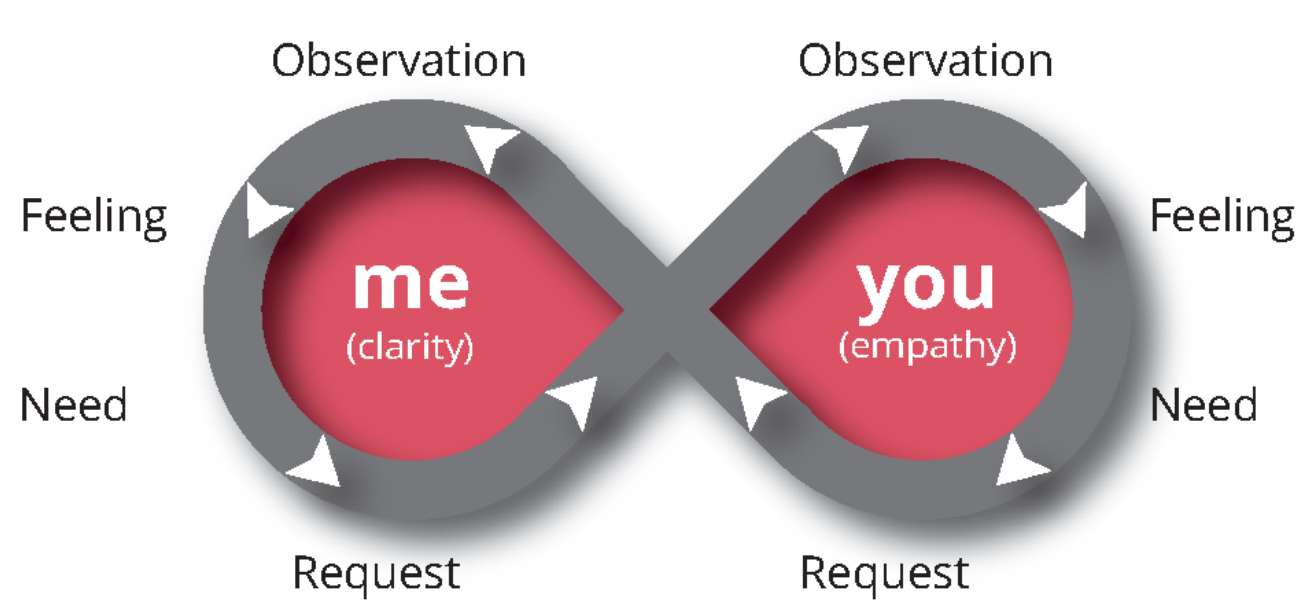 Observation
Observation
Feeling
Feeling
me
(clarity)
you
(empathy)
Need
Need
Request
Request